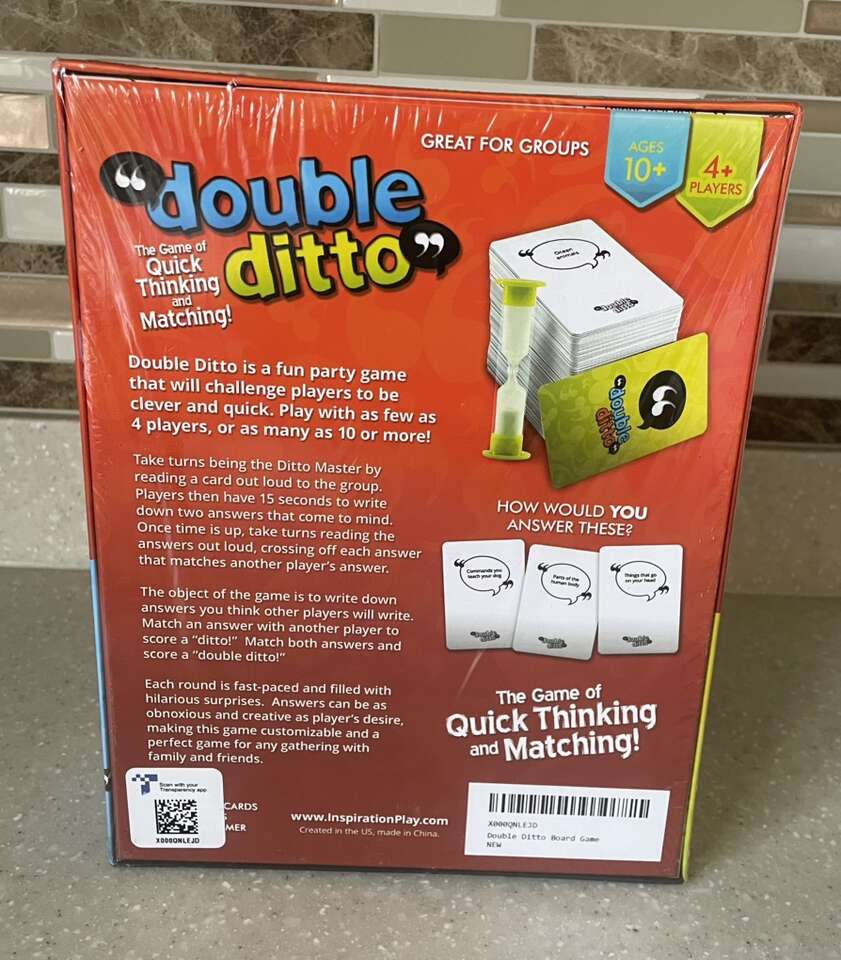 GREAT FOR GROUPS
AGES
10+
4+
PLAYERS
“double
ditto”
The Game of
Quick
Thinking
and
Matching!
Ocean
animals
double
ditto
double
ditto
Double Ditto is a fun party game
that will challenge players to be
clever and quick. Play with as few as
4 players, or as many as 10 or more!
Take turns being the Ditto Master by
reading a card out loud to the group.
Players then have 15 seconds to write
down two answers that come to mind.
Once time is up, take turns reading the
answers out loud, crossing off each answer
that matches another player's answer.
The object of the game is to write down
answers you think other players will write.
Match an answer with another player to
score a “ditto!” Match both answers and
score a “double ditto!”
Each round is fast-paced and filled with
hilarious surprises. Answers can be as
obnoxious and creative as player's desire,
making this game customizable and a
perfect game for any gathering with
family and friends.
HOW WOULD YOU
ANSWER THESE?
Commands you
teach your dog
double
ditto
Parts of the
human body
double
ditto
Things that go
on your head
double
ditto
The Game of
Quick Thinking
and Matching!
Scan with your
Transparency app
X000QNLEJD
CARDS
MER
www.InspirationPlay.com
Created in the US, made in China.
X000QNLEJD
Double Ditto Board Game
NEW